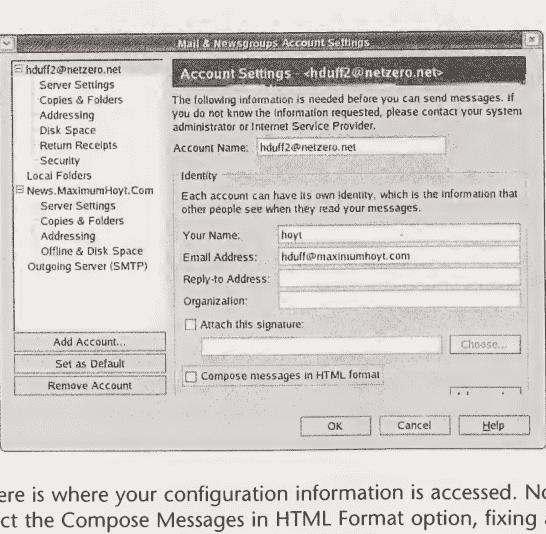 Mail & Newsgroups Account Settings
hduff2@netzero.net
Server Settings
Copies & Folders
Addressing
Disk Space
Return Receipts
Security
Local Folders
News.MaximumHoyt.Com
Server Settings
Copies & Folders
Addressing
Offline & Disk Space
Outgoing Server (SMTP)
Add Account...
Set as Default
Remove Account
Account Settings - <hduff2@netzero.net>
The following information is needed before you can send messages. If
you do not know the information requested, please contact your system
administrator or Internet Service Provider.
Account Name: hduff2@netzero.net
Identity
Each account can have its own identity, which is the information that
other people see when they read your messages.
Your Name: hoyt
Email Address: hduff@maximumhoyt.com
Reply-to Address:
Organization:
Attach this signature:
Choose...
Compose messages in HTML format
OK Cancel Help
ere is where your configuration information is accessed. No
ct the Compose Messages in HTML Format option, fixing a